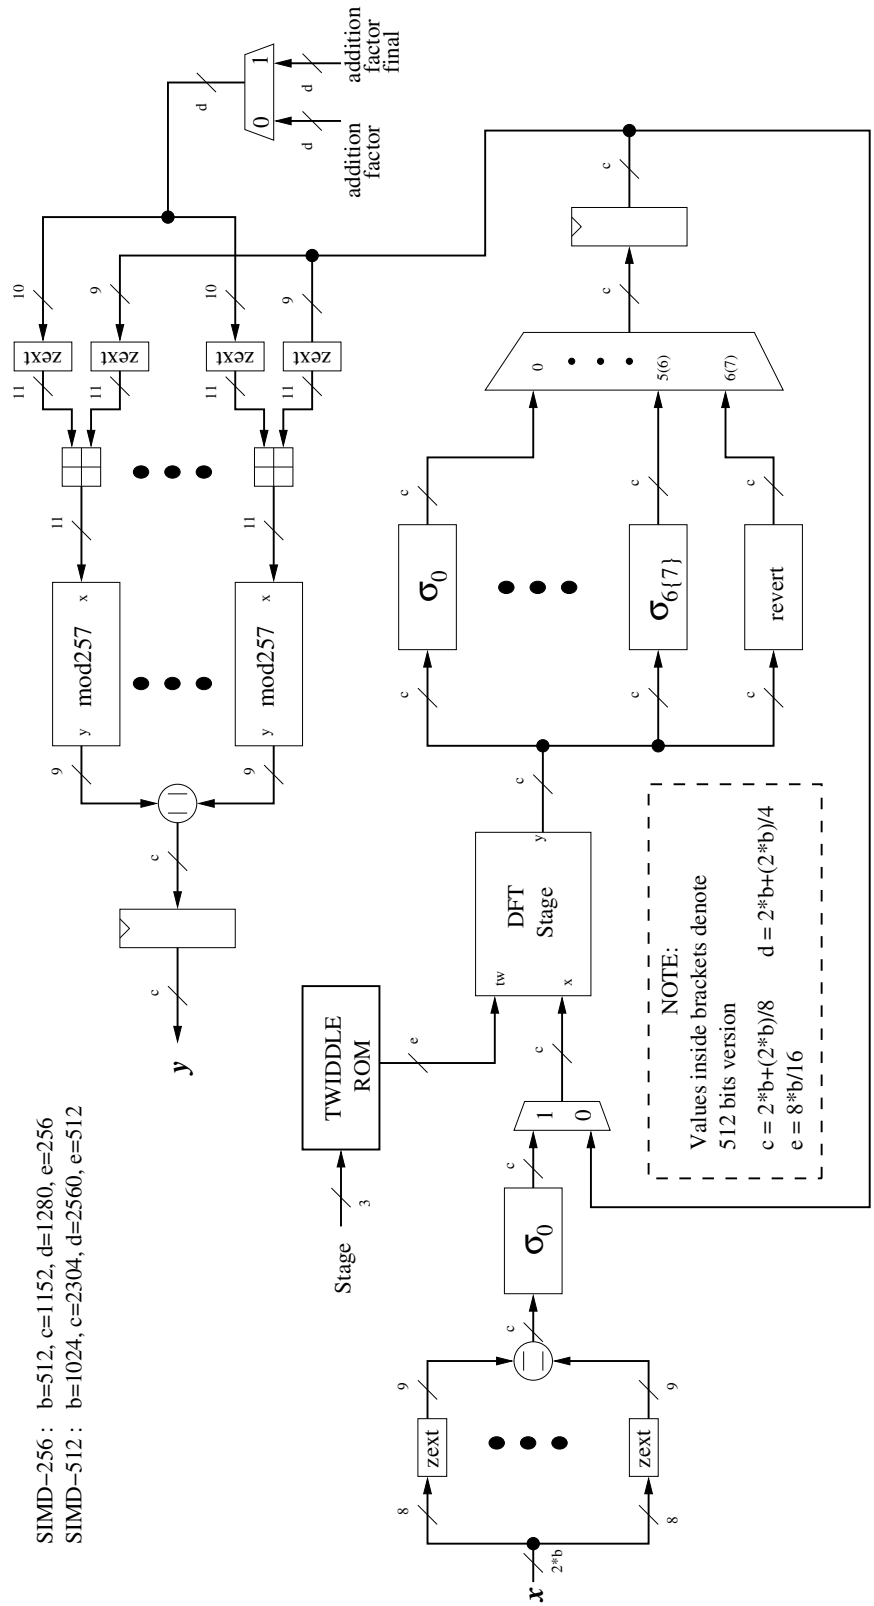 SIMD−256 : b=512, c=1152, d=1280, e=256
SIMD−512 : b=1024, c=2304, d=2560, e=512
y
c
c
9
9
y mod257 x
y mod257 x
11
11
11
11
11
11
zext
zext
zext
zext
10
9
10
9
d
0 1
d
d
addition
factor
addition
factor
final
Stage
3
TWIDDLE
ROM
e
x
2*b
8
8
zext
zext
9
9
c
σ0
c
1
0
c
tw
x
DFT
Stage
y
c
c
c
c
σ0
σ6{7}
revert
c
c
c
0
5(6)
6(7)
c
c
NOTE:
Values inside brackets denote
512 bits version
c = 2*b+(2*b)/8 d = 2*b+(2*b)/4
e = 8*b/16